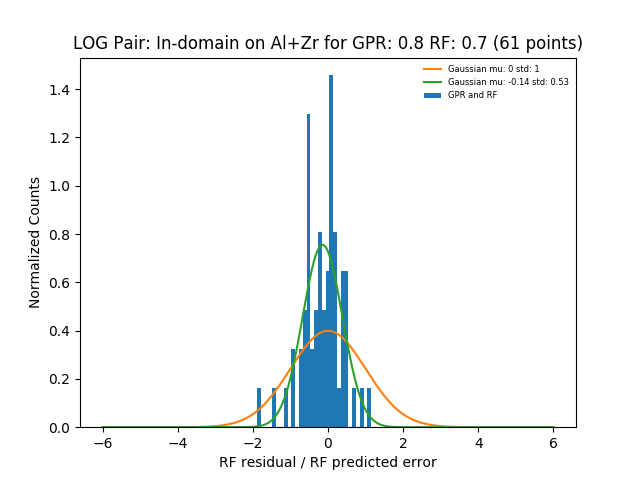 LOG Pair: In-domain on Al+Zr for GPR: 0.8 RF: 0.7 (61 points)
Gaussian mu: 0 std: 1
Gaussian mu: -0.14 std: 0.53
GPR and RF
Normalized Counts
1.4
1.2
1.0
0.8
0.6
0.4
0.2
0.0
−6 −4 −2 0 2 4 6
RF residual / RF predicted error